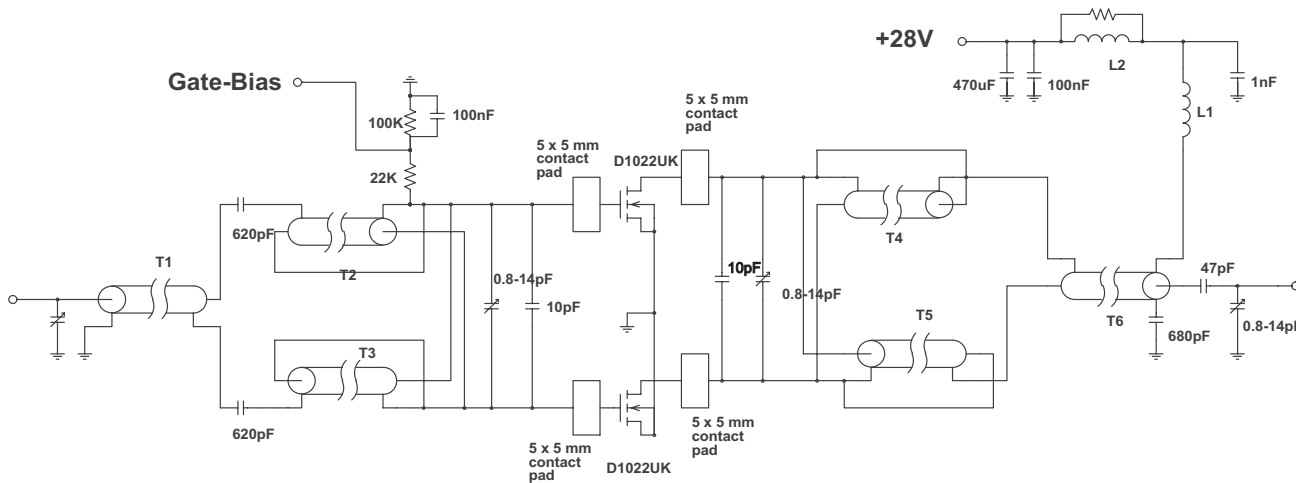 +28V
L2
470uF
100nF
1nF
L1
Gate-Bias
100K
100nF
22K
5 x 5 mm
contact
pad
5 x 5 mm
contact
pad
D1022UK
620pF
T2
T1
0.8-14pF
10pF
10pF
0.8-14pF
T4
T5
T6
47pF
680pF
0.8-14pF
T3
620pF
5 x 5 mm
contact
pad
D1022UK
5 x 5 mm
contact
pad